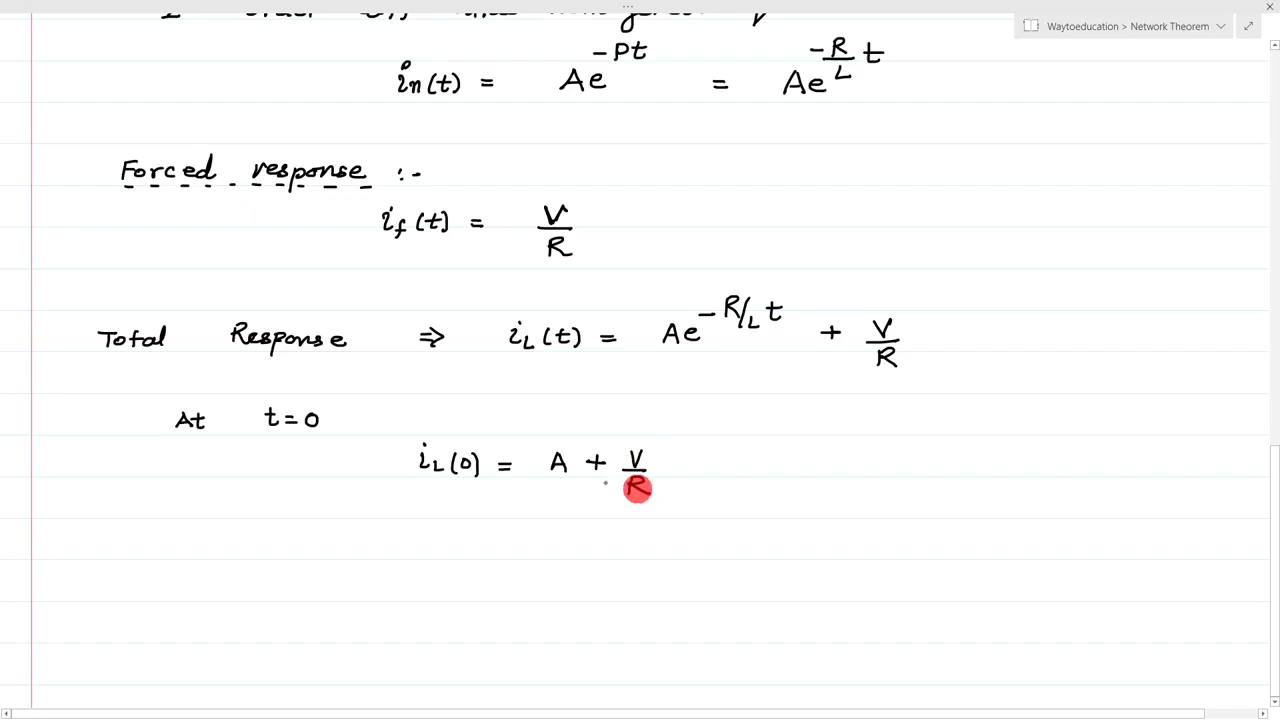 Waytoeducation > Network Theorem
in(t) = Ae^-Pt = Ae^-R/L t
Forced response :-
if(t) = V/R
Total Response ⇒ iL(t) = Ae^-R/L t + V/R
At t=0
iL(0) = A + V/R